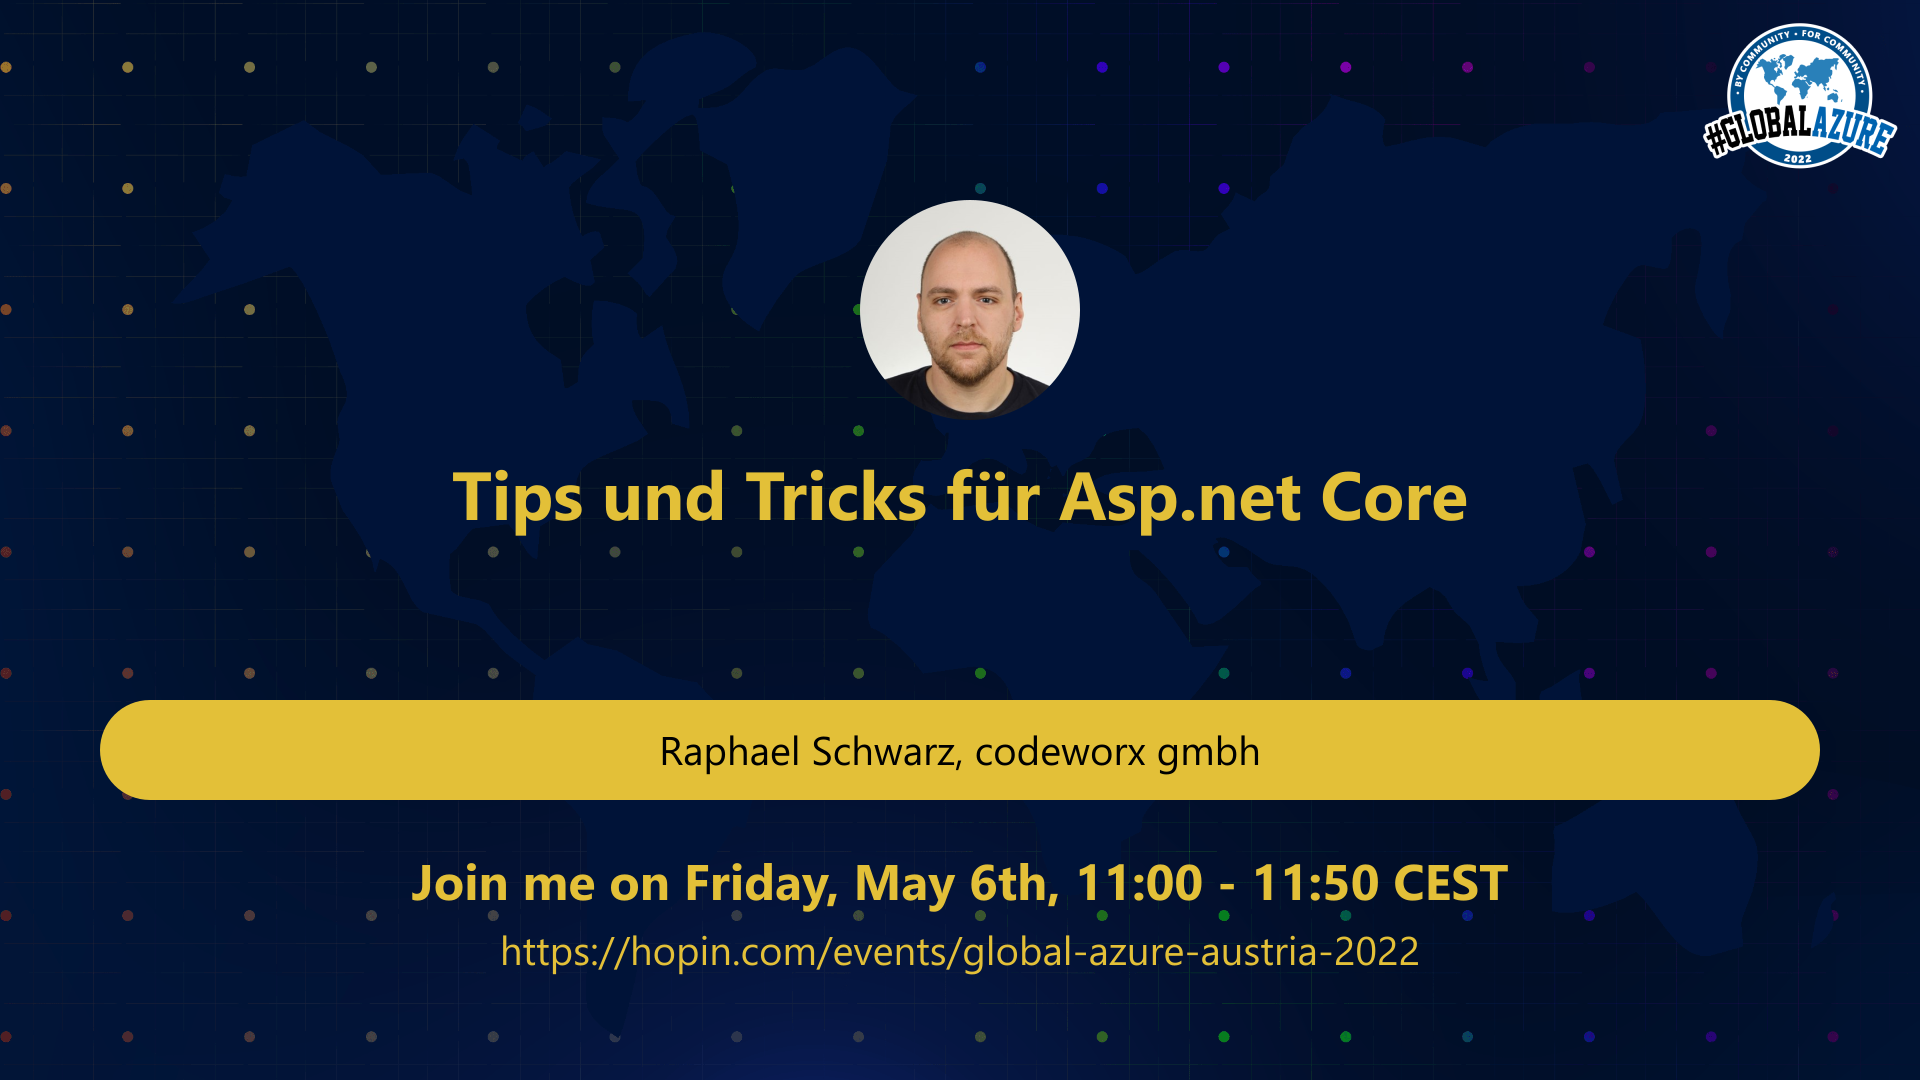 • BY COMMUNITY • FOR COMMUNITY •
#GLOBALAZURE
2022
Tips und Tricks für Asp.net Core
Raphael Schwarz, codeworx gmbh
Join me on Friday, May 6th, 11:00 - 11:50 CEST
https://hopin.com/events/global-azure-austria-2022